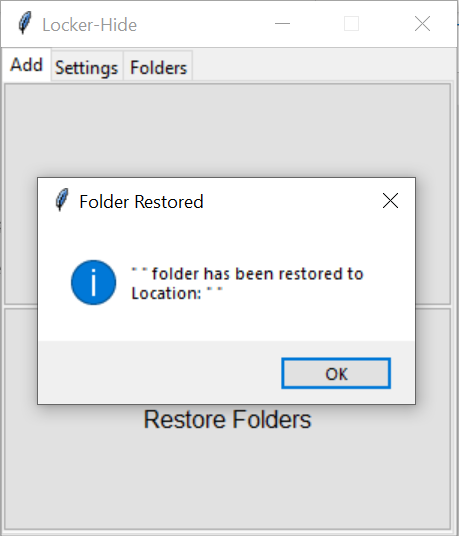 Locker-Hide
Add Settings Folders
Folder Restored
" " folder has been restored to
Location: " "
OK
Restore Folders